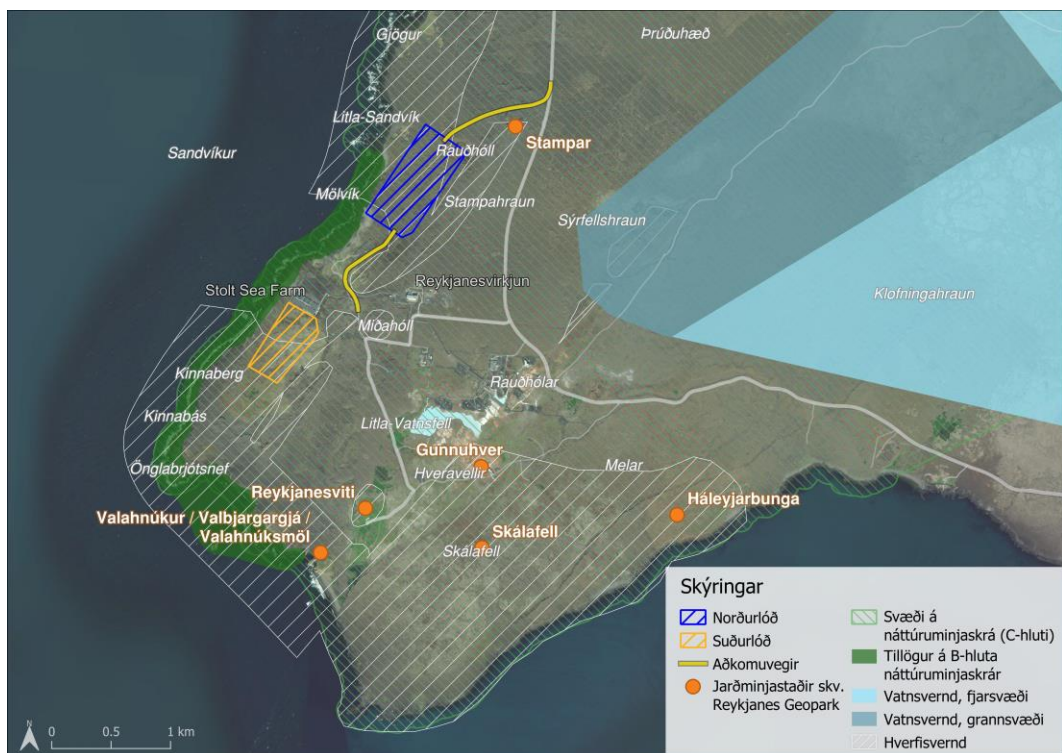 Gjögur
Þrúðuhæð
Litla-Sandvík
Sandvíkur
Rauðhóll
Stampar
Mölvík
Stampahraun
Sýrfellshraun
Stolt Sea Farm
Reykjanesvirkjun
Klofningahraun
Miðahól
Kinnaberg
Rauðhólar
Kinnabás
Litla-Vatnsfell
Gunnuhver
Önglabrjótsnef
Hveravellir
Melar
Reykjanesviti
Háleyjarbunga
Valahnúkur / Valbjargargjá /
Valahnúksmöl
Skálafell
Skálafell
Skýringar
Norðurlóð
Suðurlóð
Aðkomuvegir
Jarðminjastaðir skv.
Reykjanes Geopark
Svæði á
náttúruminjaskrá (C-hluti)
Tillögur á B-hluta
náttúruminjaskrár
Vatnsvernd, fjarsvæði
Vatnsvernd, grannsvæði
Hverfisvernd
N
0 0.5 1 km